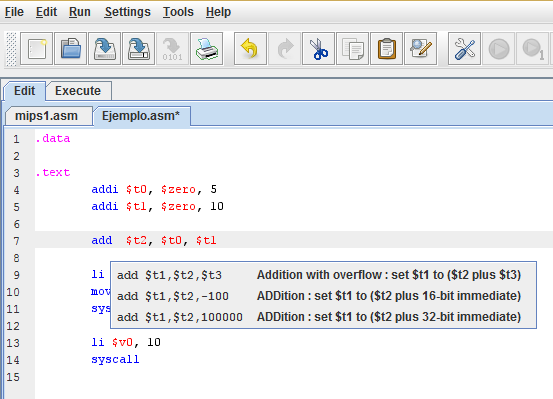 File Edit Run Settings Tools Help
0101
1
Edit Execute
mips1.asm Ejemplo.asm*
1 .data
2
3 .text
4 addi $t0, $zero, 5
5 addi $t1, $zero, 10
6
7 add $t2, $t0, $t1
8
9 li
10 mov
11 sys
12
13 li $v0, 10
14 syscall
15
add $t1,$t2,$t3 Addition with overflow : set $t1 to ($t2 plus $t3)
add $t1,$t2,-100 ADDition : set $t1 to ($t2 plus 16-bit immediate)
add $t1,$t2,100000 ADDition : set $t1 to ($t2 plus 32-bit immediate)